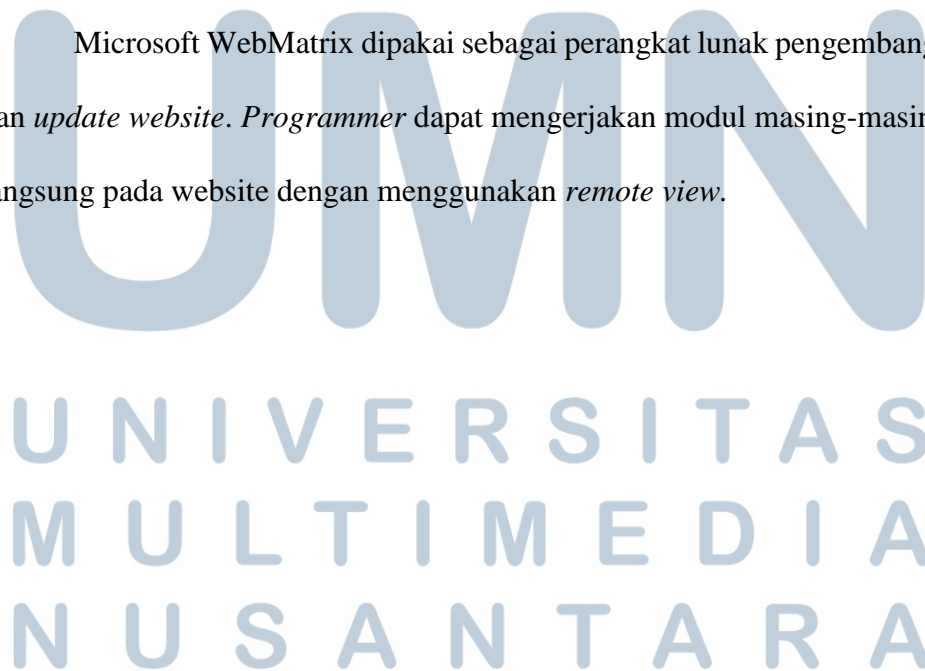 UMN
Microsoft WebMatrix dipakai sebagai perangkat lunak pengembang
an update website. Programmer dapat mengerjakan modul masing-masin
angsung pada website dengan menggunakan remote view.
UNIVERSITAS
MULTIMEDIA
NUSANTARA